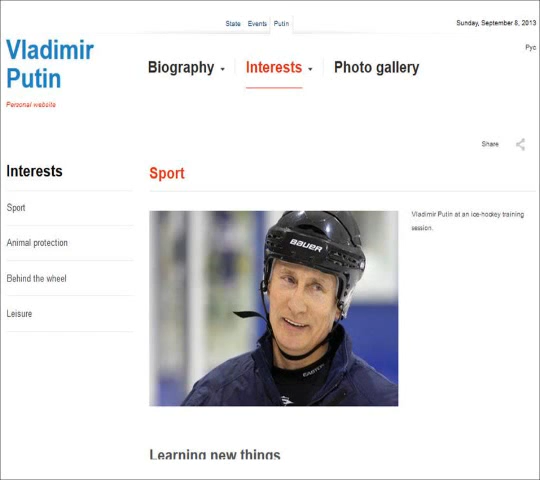 State Events Putin
Sunday, September 8, 2013
Vladimir
Putin
Personal website
Рус
Biography
Interests
Photo gallery
Share
Interests
Sport
Animal protection
Behind the wheel
Leisure
Sport
BAUER
EASTON
Vladimir Putin at an ice-hockey training
session.
Learning new things